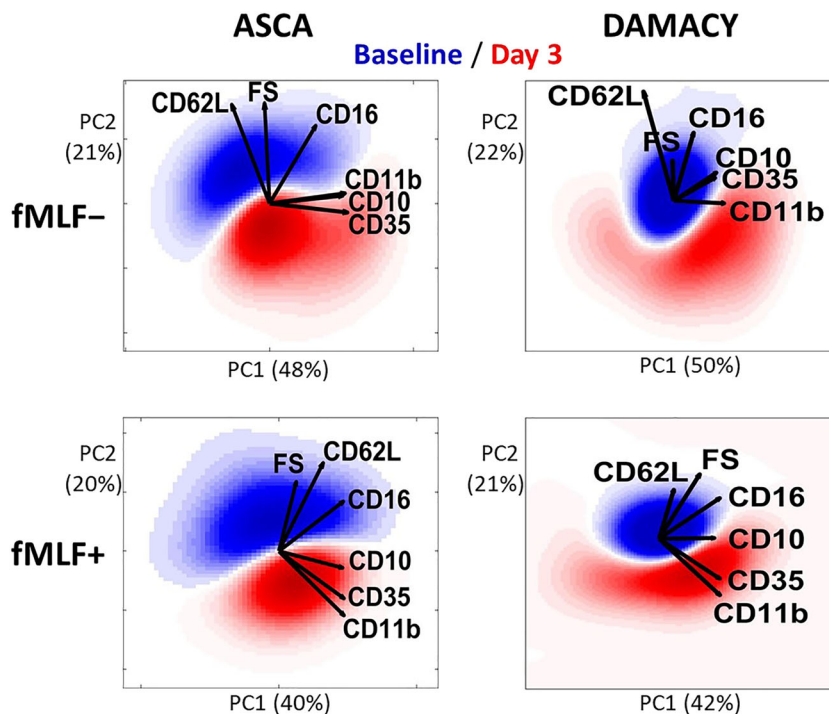 ASCA
DAMACY
Baseline / Day 3
fMLF−
PC2
(21%)
CD62L
FS
CD16
CD11b
CD10
CD35
PC1 (48%)
PC2
(22%)
CD62L
CD16
FS
CD10
CD35
CD11b
PC1 (50%)
fMLF+
PC2
(20%)
FS
CD62L
CD16
CD10
CD35
CD11b
PC1 (40%)
PC2
(21%)
CD62L
FS
CD16
CD10
CD35
CD11b
PC1 (42%)